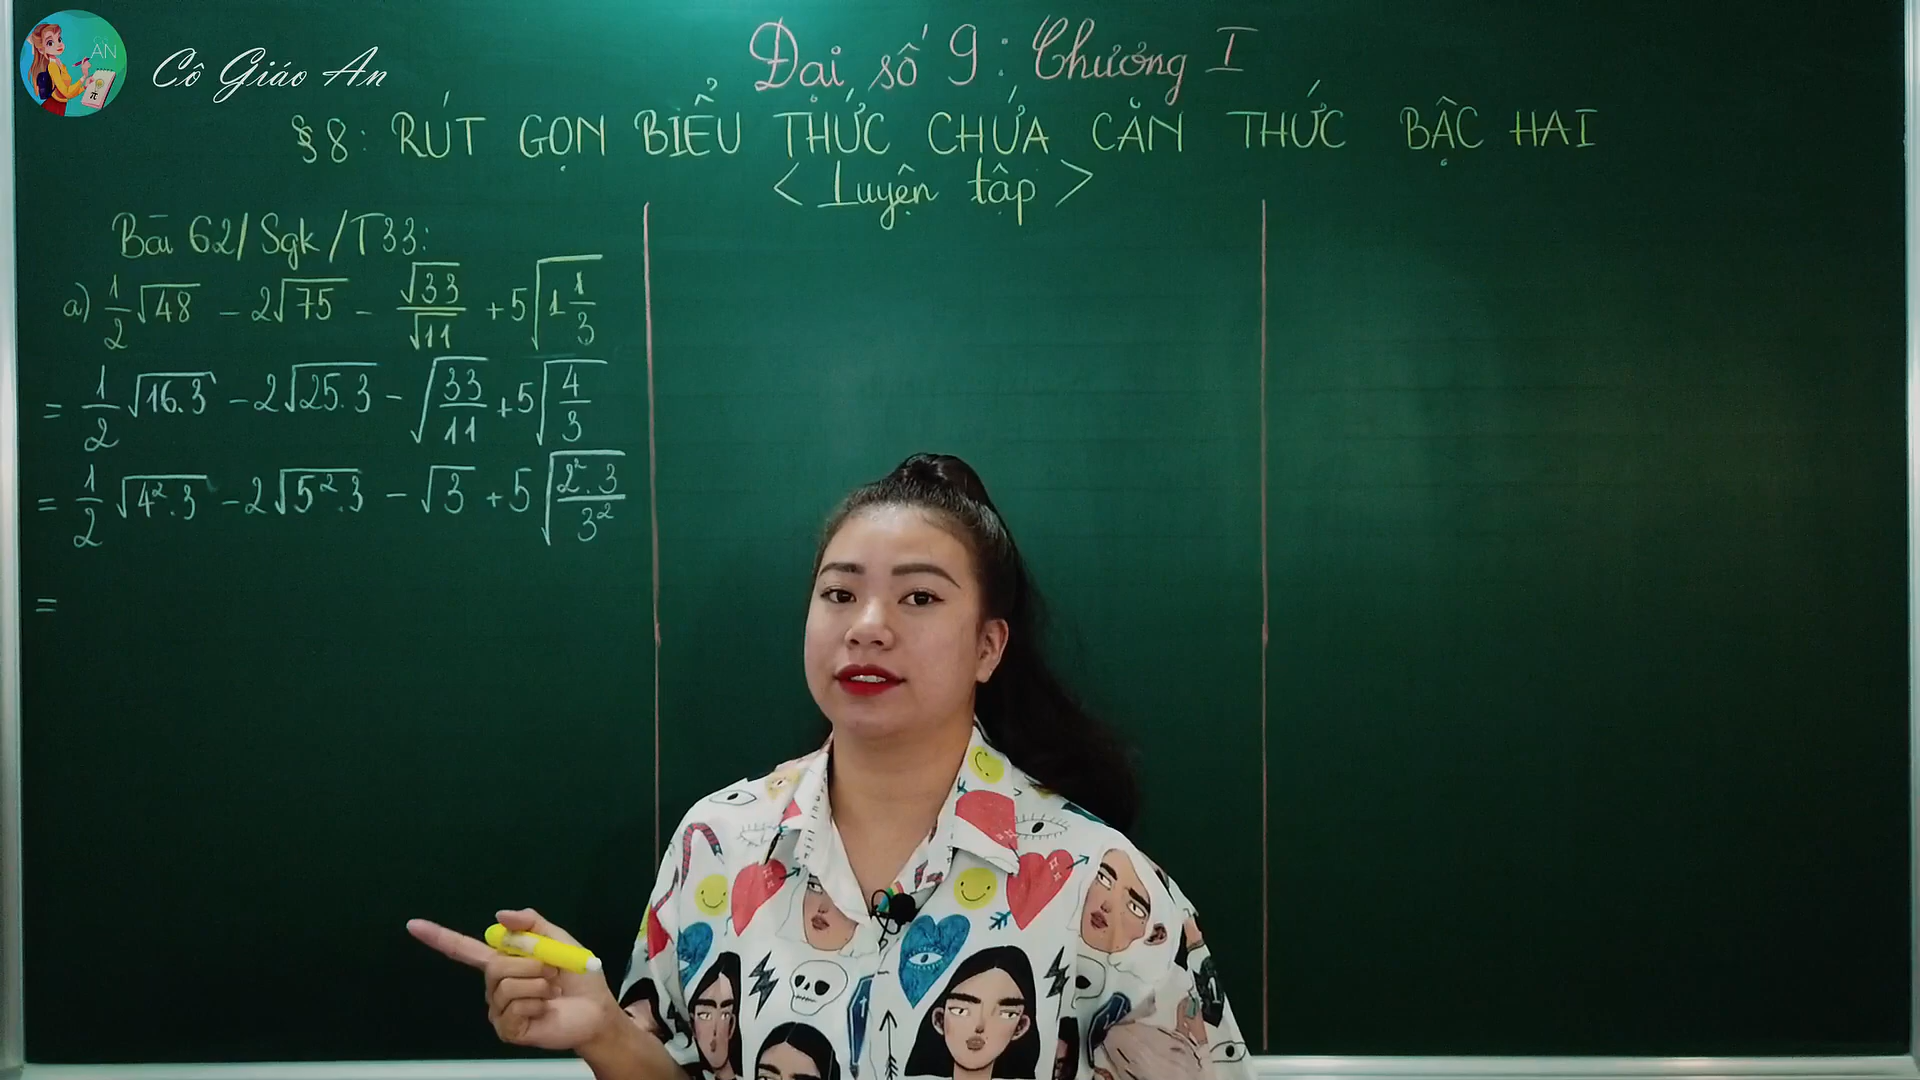 AN
Cô Giáo An
Đại số 9: Chương I
§8: RÚT GỌN BIỂU THỨC CHỨA CĂN THỨC BẬC HAI
<Luyện tập>
Bài 62/Sgk/T33:
a) 1/2 √48 - 2√75 - √33/√11 + 5√(1 1/3)
= 1/2 √(16.3) - 2√(25.3) - √(33/11) + 5√(4/3)
= 1/2 √(4².3) - 2√(5².3) - √3 + 5√(2².3/3²)
=